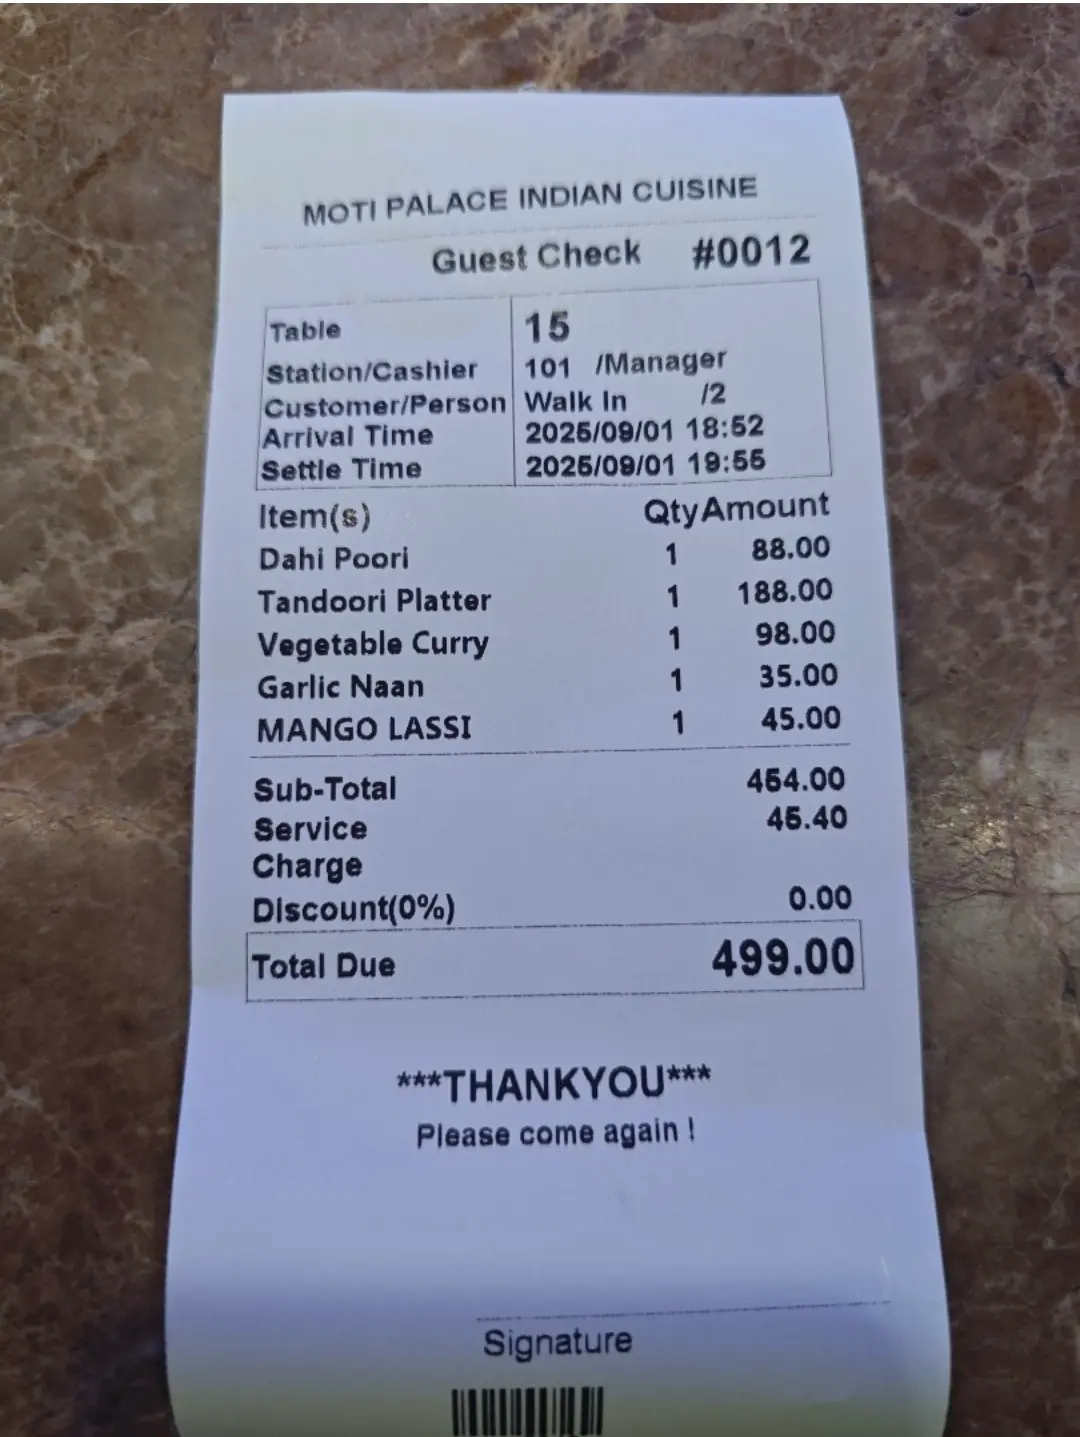 MOTI PALACE INDIAN CUISINE
Guest Check #0012
Table 15
Station/Cashier 101 /Manager
Customer/Person Walk In /2
Arrival Time 2025/09/01 18:52
Settle Time 2025/09/01 19:55
Item(s) Qty Amount
Dahi Poori 1 88.00
Tandoori Platter 1 188.00
Vegetable Curry 1 98.00
Garlic Naan 1 35.00
MANGO LASSI 1 45.00
Sub-Total 454.00
Service 45.40
Charge
Discount(0%) 0.00
Total Due 499.00
***THANKYOU***
Please come again !
Signature